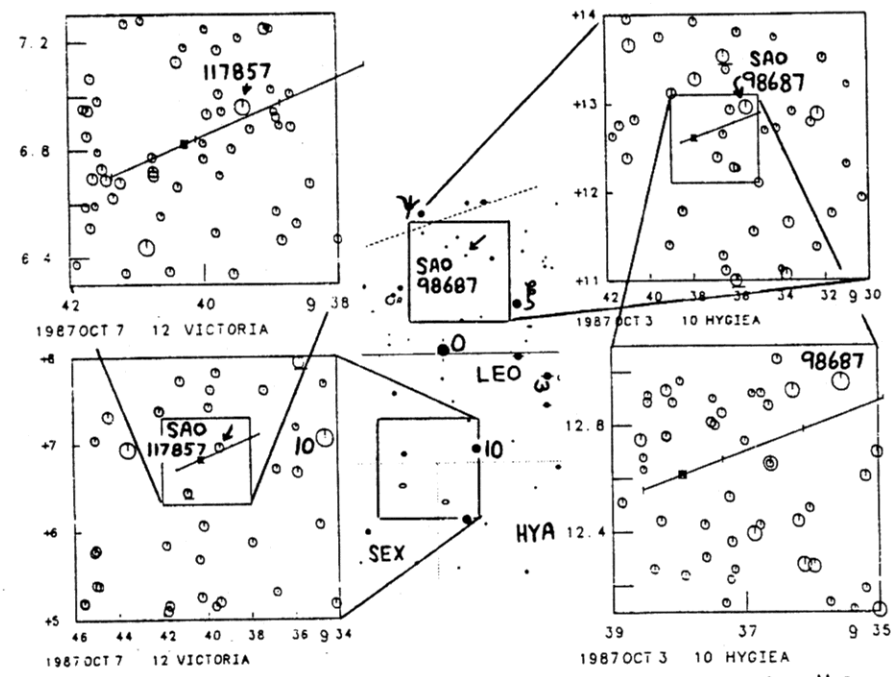 7.2
6.8
6.4
42
40
9 38
117857
1987 OCT 7 12 VICTORIA
+14
+13
+12
+11
42 40 38 36 34 32 9 30
SAO
98687
1987 OCT 3 10 HYGIEA
ψ
SAO
98687
ξ
O
LEO
ω
10
SEX
HYA
+8
+7
+6
+5
46 44 42 40 38 36 9 34
SAO
117857
10
1987 OCT 7 12 VICTORIA
98687
12.8
12.4
39
37
9 35
1987 OCT 3 10 HYGIEA